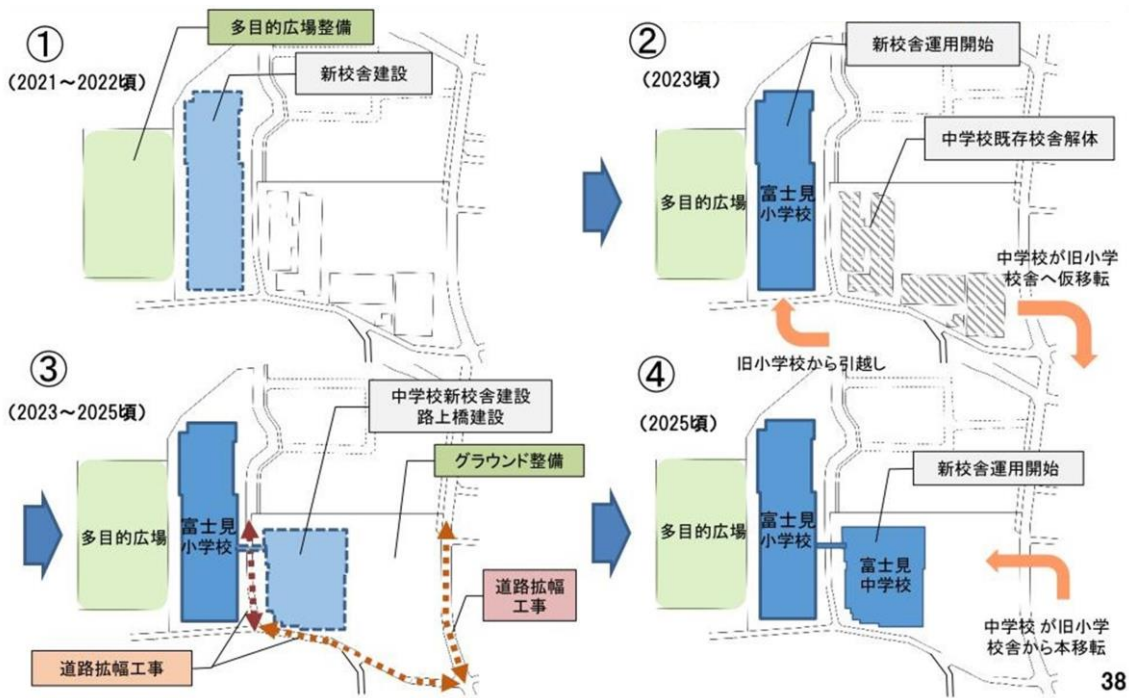 ①
(2021～2022頃)
多目的広場整備
新校舎建設
②
(2023頃)
新校舎運用開始
中学校既存校舎解体
多目的広場
富士見
小学校
中学校が旧小学
校舎へ仮移転
旧小学校から引越し
③
(2023～2025頃)
中学校新校舎建設
路上橋建設
グラウンド整備
多目的広場
富士見
小学校
道路拡幅
工事
道路拡幅工事
④
(2025頃)
新校舎運用開始
多目的広場
富士見
小学校
富士見
中学校
中学校 が旧小学
校舎から本移転
38